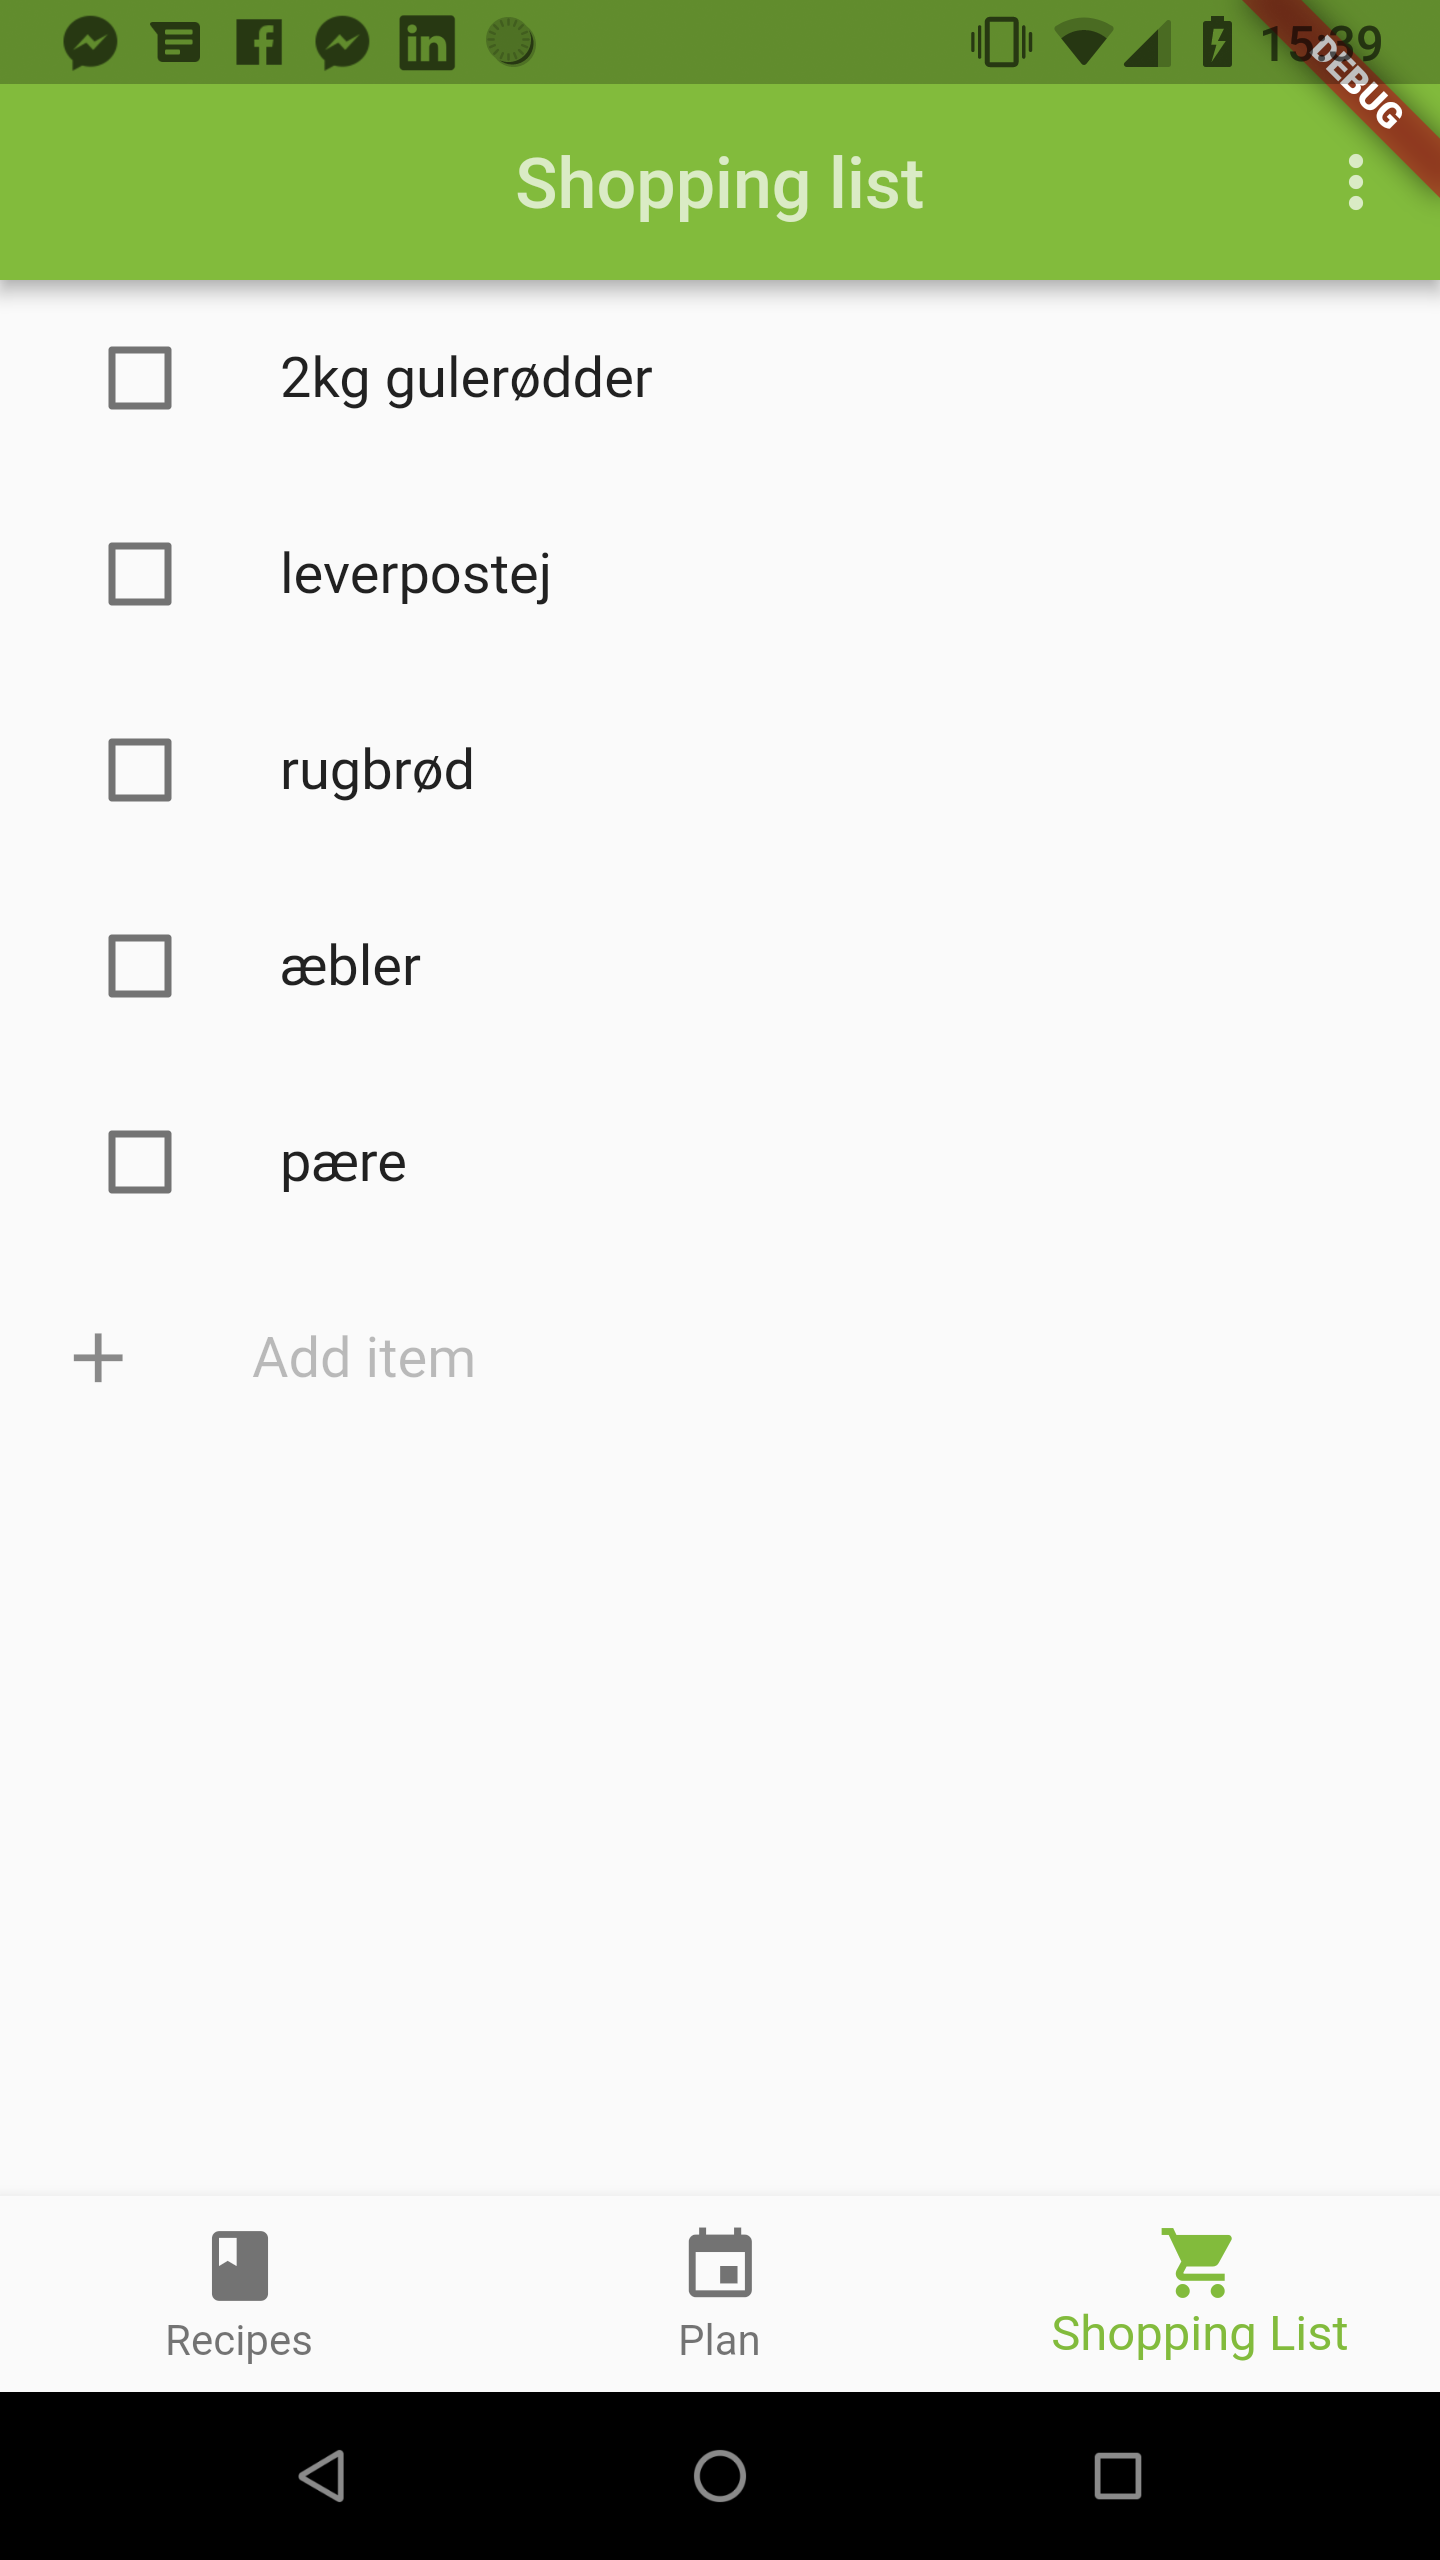 15:39
DEBUG
Shopping list
2kg gulerødder
leverpostej
rugbrød
æbler
pære
Add item
Recipes
Plan
Shopping List